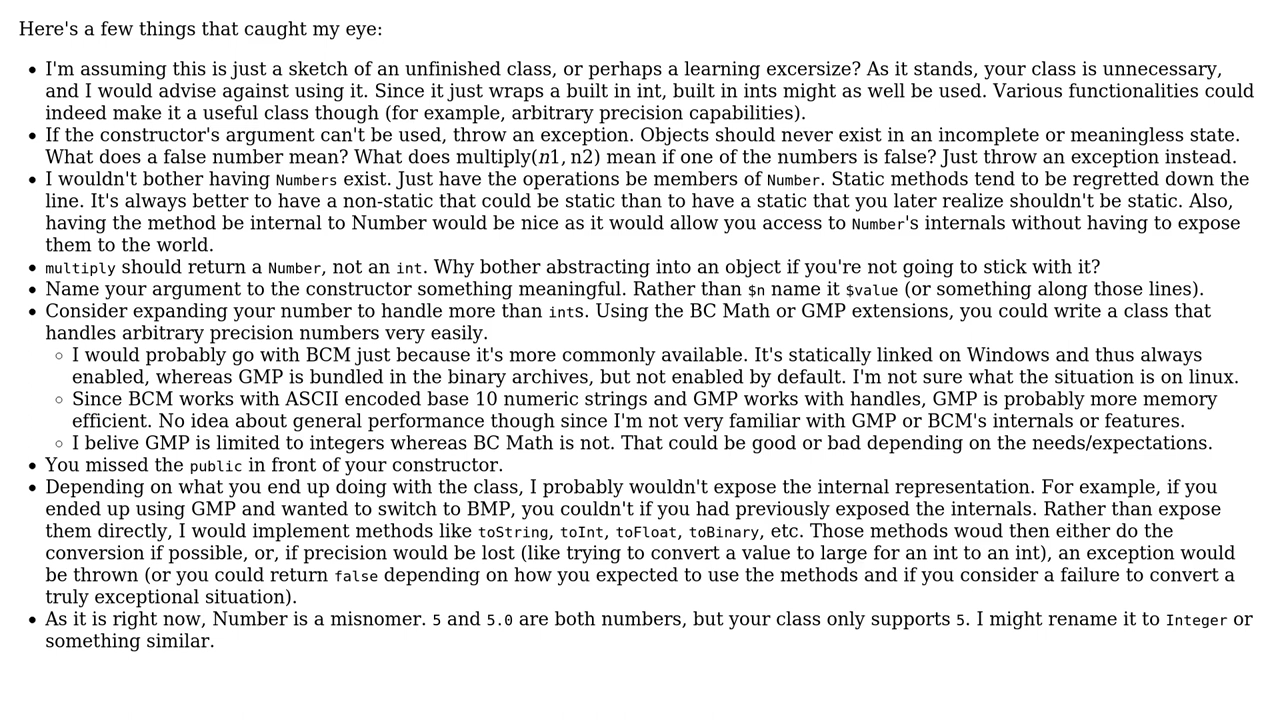 Here's a few things that caught my eye:
• I'm assuming this is just a sketch of an unfinished class, or perhaps a learning excersize? As it stands, your class is unnecessary,
and I would advise against using it. Since it just wraps a built in int, built in ints might as well be used. Various functionalities could
indeed make it a useful class though (for example, arbitrary precision capabilities).
• If the constructor's argument can't be used, throw an exception. Objects should never exist in an incomplete or meaningless state.
What does a false number mean? What does multiply(n1, n2) mean if one of the numbers is false? Just throw an exception instead.
• I wouldn't bother having Numbers exist. Just have the operations be members of Number. Static methods tend to be regretted down the
line. It's always better to have a non-static that could be static than to have a static that you later realize shouldn't be static. Also,
having the method be internal to Number would be nice as it would allow you access to Number's internals without having to expose
them to the world.
• multiply should return a Number, not an int. Why bother abstracting into an object if you're not going to stick with it?
• Name your argument to the constructor something meaningful. Rather than $n name it $value (or something along those lines).
• Consider expanding your number to handle more than ints. Using the BC Math or GMP extensions, you could write a class that
handles arbitrary precision numbers very easily.
◦ I would probably go with BCM just because it's more commonly available. It's statically linked on Windows and thus always
enabled, whereas GMP is bundled in the binary archives, but not enabled by default. I'm not sure what the situation is on linux.
◦ Since BCM works with ASCII encoded base 10 numeric strings and GMP works with handles, GMP is probably more memory
efficient. No idea about general performance though since I'm not very familiar with GMP or BCM's internals or features.
◦ I belive GMP is limited to integers whereas BC Math is not. That could be good or bad depending on the needs/expectations.
• You missed the public in front of your constructor.
• Depending on what you end up doing with the class, I probably wouldn't expose the internal representation. For example, if you
ended up using GMP and wanted to switch to BMP, you couldn't if you had previously exposed the internals. Rather than expose
them directly, I would implement methods like toString, toInt, toFloat, toBinary, etc. Those methods woud then either do the
conversion if possible, or, if precision would be lost (like trying to convert a value to large for an int to an int), an exception would
be thrown (or you could return false depending on how you expected to use the methods and if you consider a failure to convert a
truly exceptional situation).
• As it is right now, Number is a misnomer. 5 and 5.0 are both numbers, but your class only supports 5. I might rename it to Integer or
something similar.